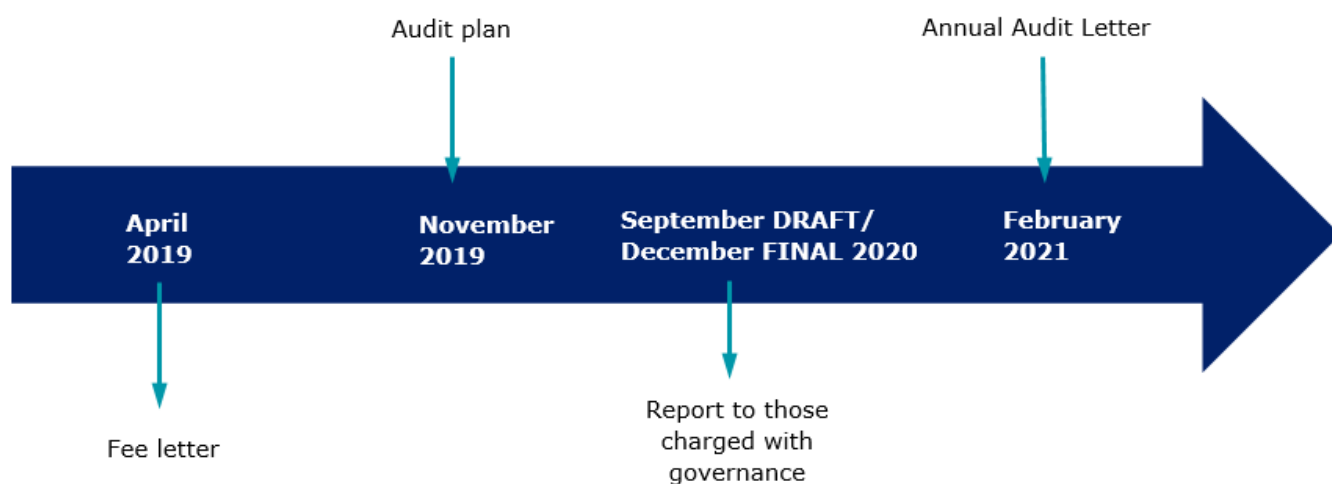 Audit plan
Annual Audit Letter
April
2019
November
2019
September DRAFT/
December FINAL 2020
February
2021
Fee letter
Report to those
charged with
governance